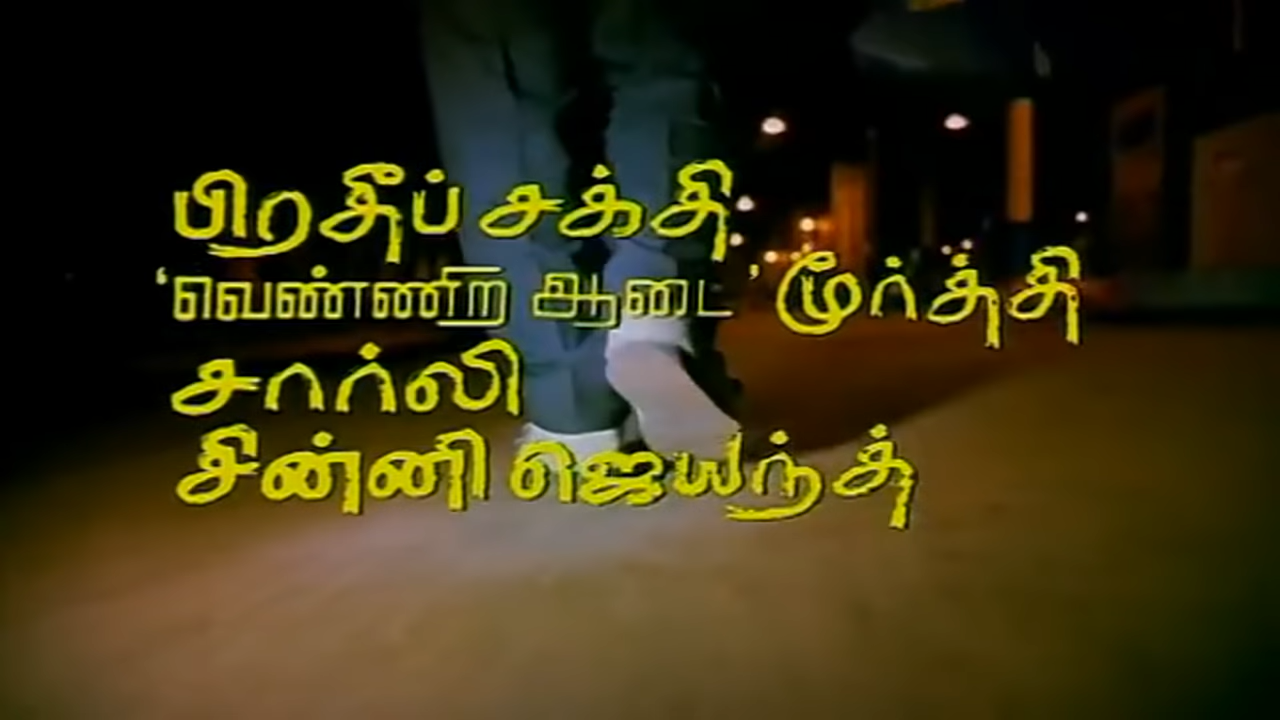 பிரதீப் சக்தி
‘வெண்ணிற ஆடை’ மூர்த்தி
சார்லி
சின்னி ஜெயந்த்